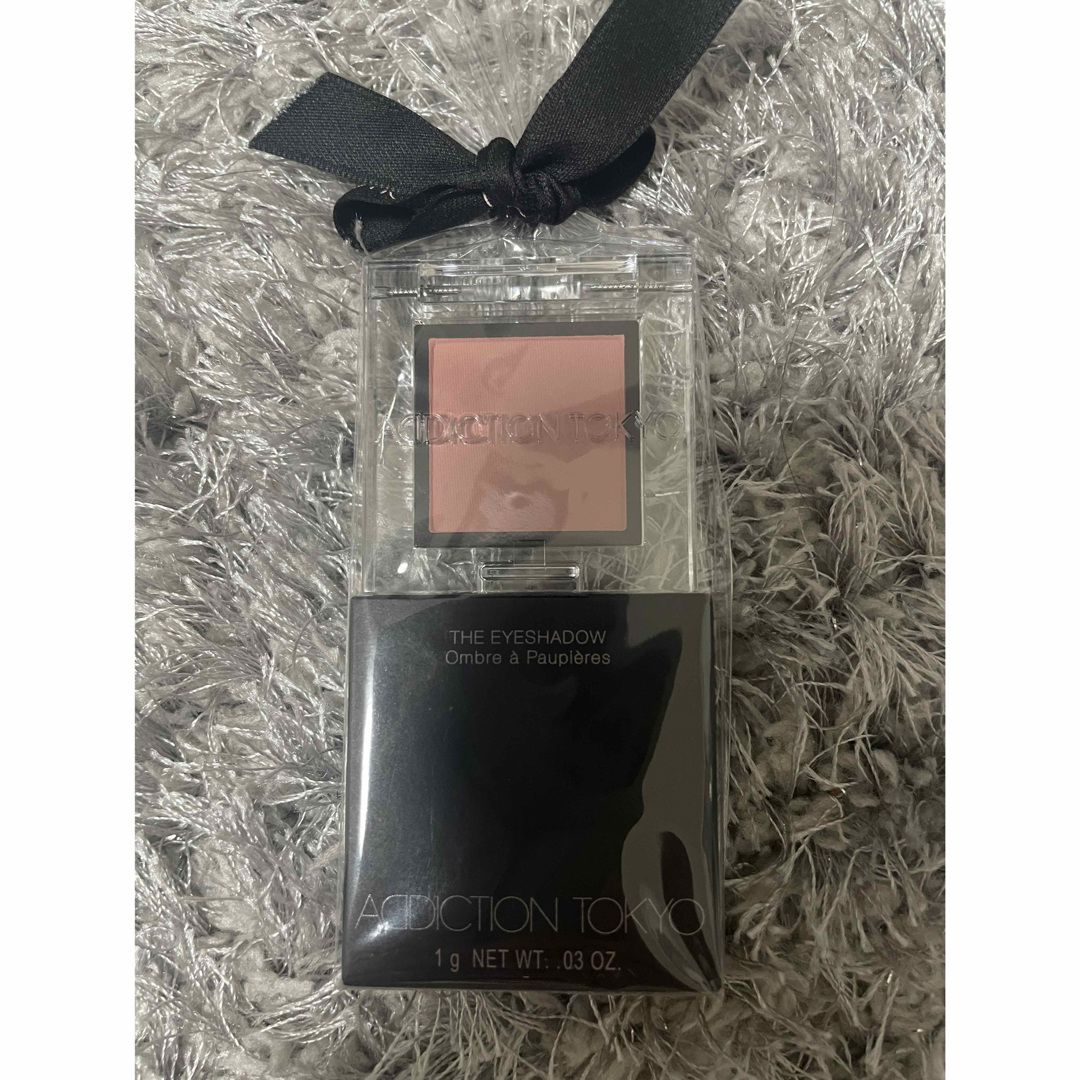 ADDICTION TOKYO
THE EYESHADOW
Ombre à Paupières
ADDICTION TOKYO
1 g NET WT. .03 OZ.